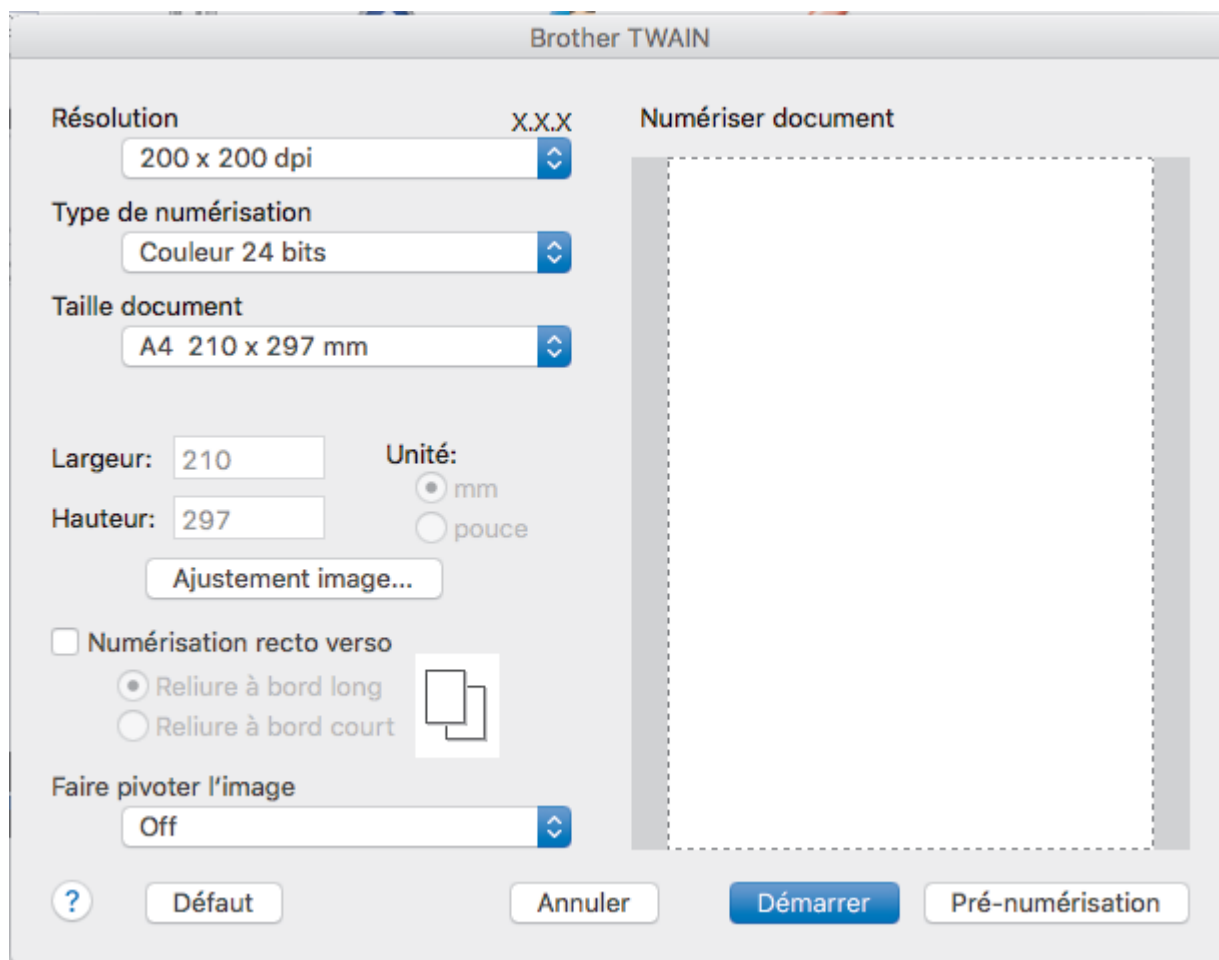 Brother TWAIN
Résolution
X.X.X
200 x 200 dpi
Type de numérisation
Couleur 24 bits
Taille document
A4 210 x 297 mm
Largeur: 210
Unité:
mm
Hauteur: 297
pouce
Ajustement image...
Numérisation recto verso
Reliure à bord long
Reliure à bord court
Faire pivoter l'image
Off
Numériser document
? Défaut Annuler Démarrer Pré-numérisation